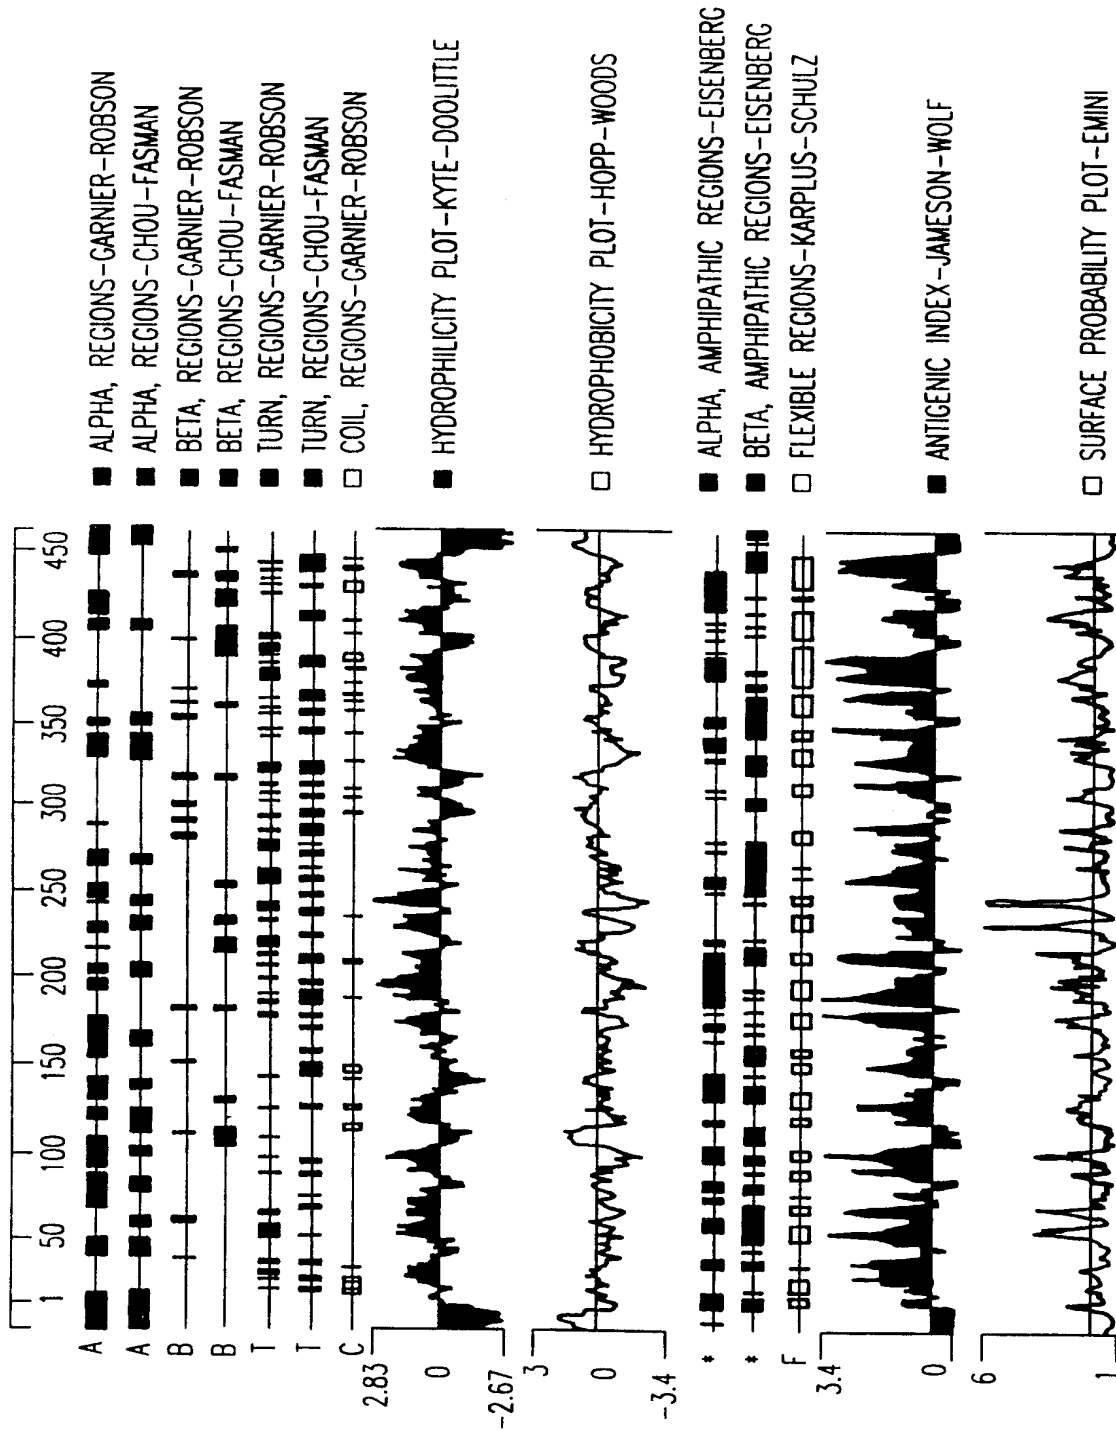 1 50 100 150 200 250 300 350 400 450
A ■ ALPHA, REGIONS-GARNIER-ROBSON
A ■ ALPHA, REGIONS-CHOU-FASMAN
B ■ BETA, REGIONS-GARNIER-ROBSON
B ■ BETA, REGIONS-CHOU-FASMAN
T ■ TURN, REGIONS-GARNIER-ROBSON
T ■ TURN, REGIONS-CHOU-FASMAN
C □ COIL, REGIONS-GARNIER-ROBSON
2.83
0 ■ HYDROPHILICITY PLOT-KYTE-DOOLITTLE
-2.67
3
0 □ HYDROPHOBICITY PLOT-HOPP-WOODS
-3.4
* ■ ALPHA, AMPHIPATHIC REGIONS-EISENBERG
* ■ BETA, AMPHIPATHIC REGIONS-EISENBERG
F □ FLEXIBLE REGIONS-KARPLUS-SCHULZ
3.4
0 ■ ANTIGENIC INDEX-JAMESON-WOLF
6
1 □ SURFACE PROBABILITY PLOT-EMINI